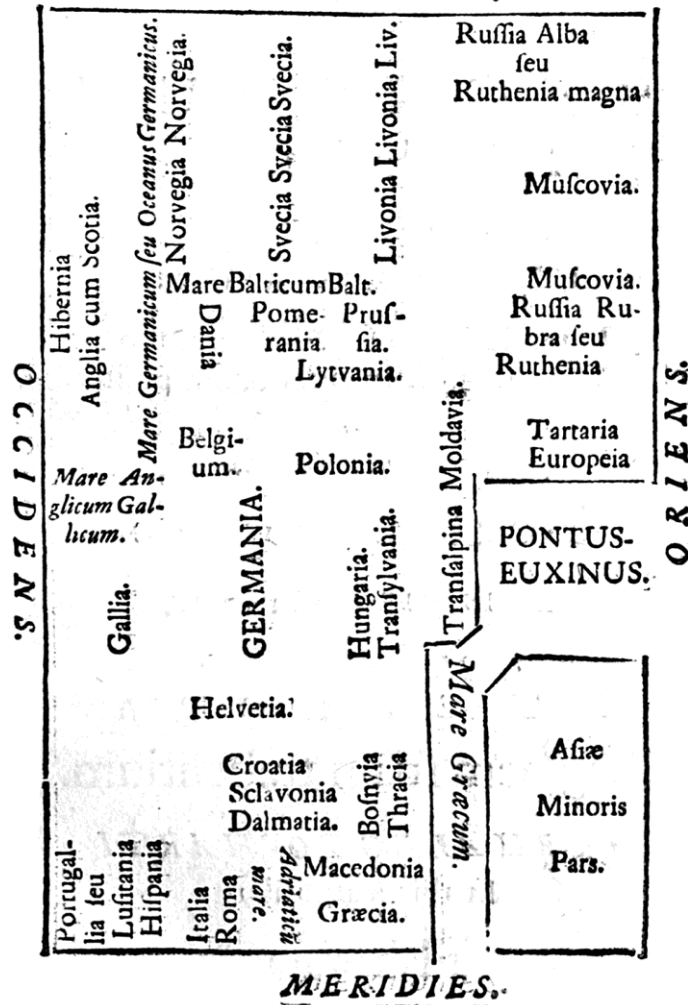 Ruſſia Alba
ſeu
Ruthenia magna
Livonia Livonia, Liv.
Svecia Svecia Svecia.
Norvegia Norvegia.
Mare Germanicum ſeu Oceanus Germanicus.
Anglia cum Scotia.
Hibernia
Muſcovia.
Mare Balticum Balt.
Dania
Pome-
rania
Pruſ-
ſia.
Lytvania.
Muſcovia.
Ruſſia Ru-
bra ſeu
Ruthenia
OCCIDENS.
ORIENS.
Belgi-
um.
Polonia.
Tranſalpina Moldavia.
Tartaria
Europeia
Mare An-
glicum Gal-
licum.
GERMANIA.
Hungaria.
Tranſylvania.
PONTUS-
EUXINUS.
Gallia.
Helvetia.
Mare Græcum.
Croatia
Sclavonia
Dalmatia.
Boſnyia
Thracia
Aſiæ
Minoris
Pars.
Portugal-
lia ſeu
Luſitania
Hiſpania
Italia
Roma
Adriaticū
mare.
Macedonia
Græcia.
MERIDIES.